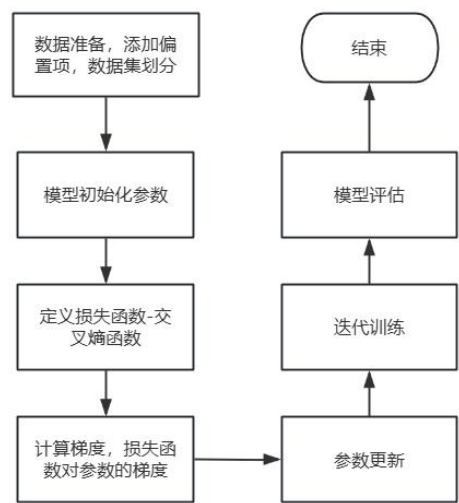 数据准备，添加偏
置项，数据集划分
模型初始化参数
定义损失函数-交
叉熵函数
计算梯度，损失函
数对参数的梯度
参数更新
迭代训练
模型评估
结束